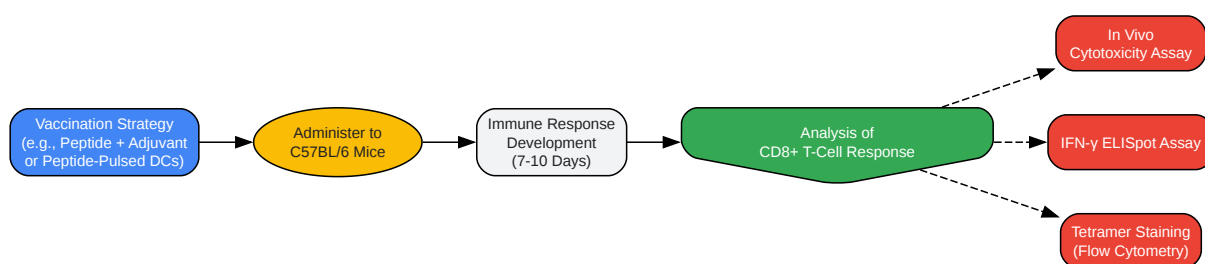 Vaccination Strategy
(e.g., Peptide + Adjuvant
or Peptide-Pulsed DCs)
Administer to
C57BL/6 Mice
Immune Response
Development
(7-10 Days)
Analysis of
CD8+ T-Cell Response
In Vivo
Cytotoxicity Assay
IFN-γ ELISpot Assay
Tetramer Staining
(Flow Cytometry)